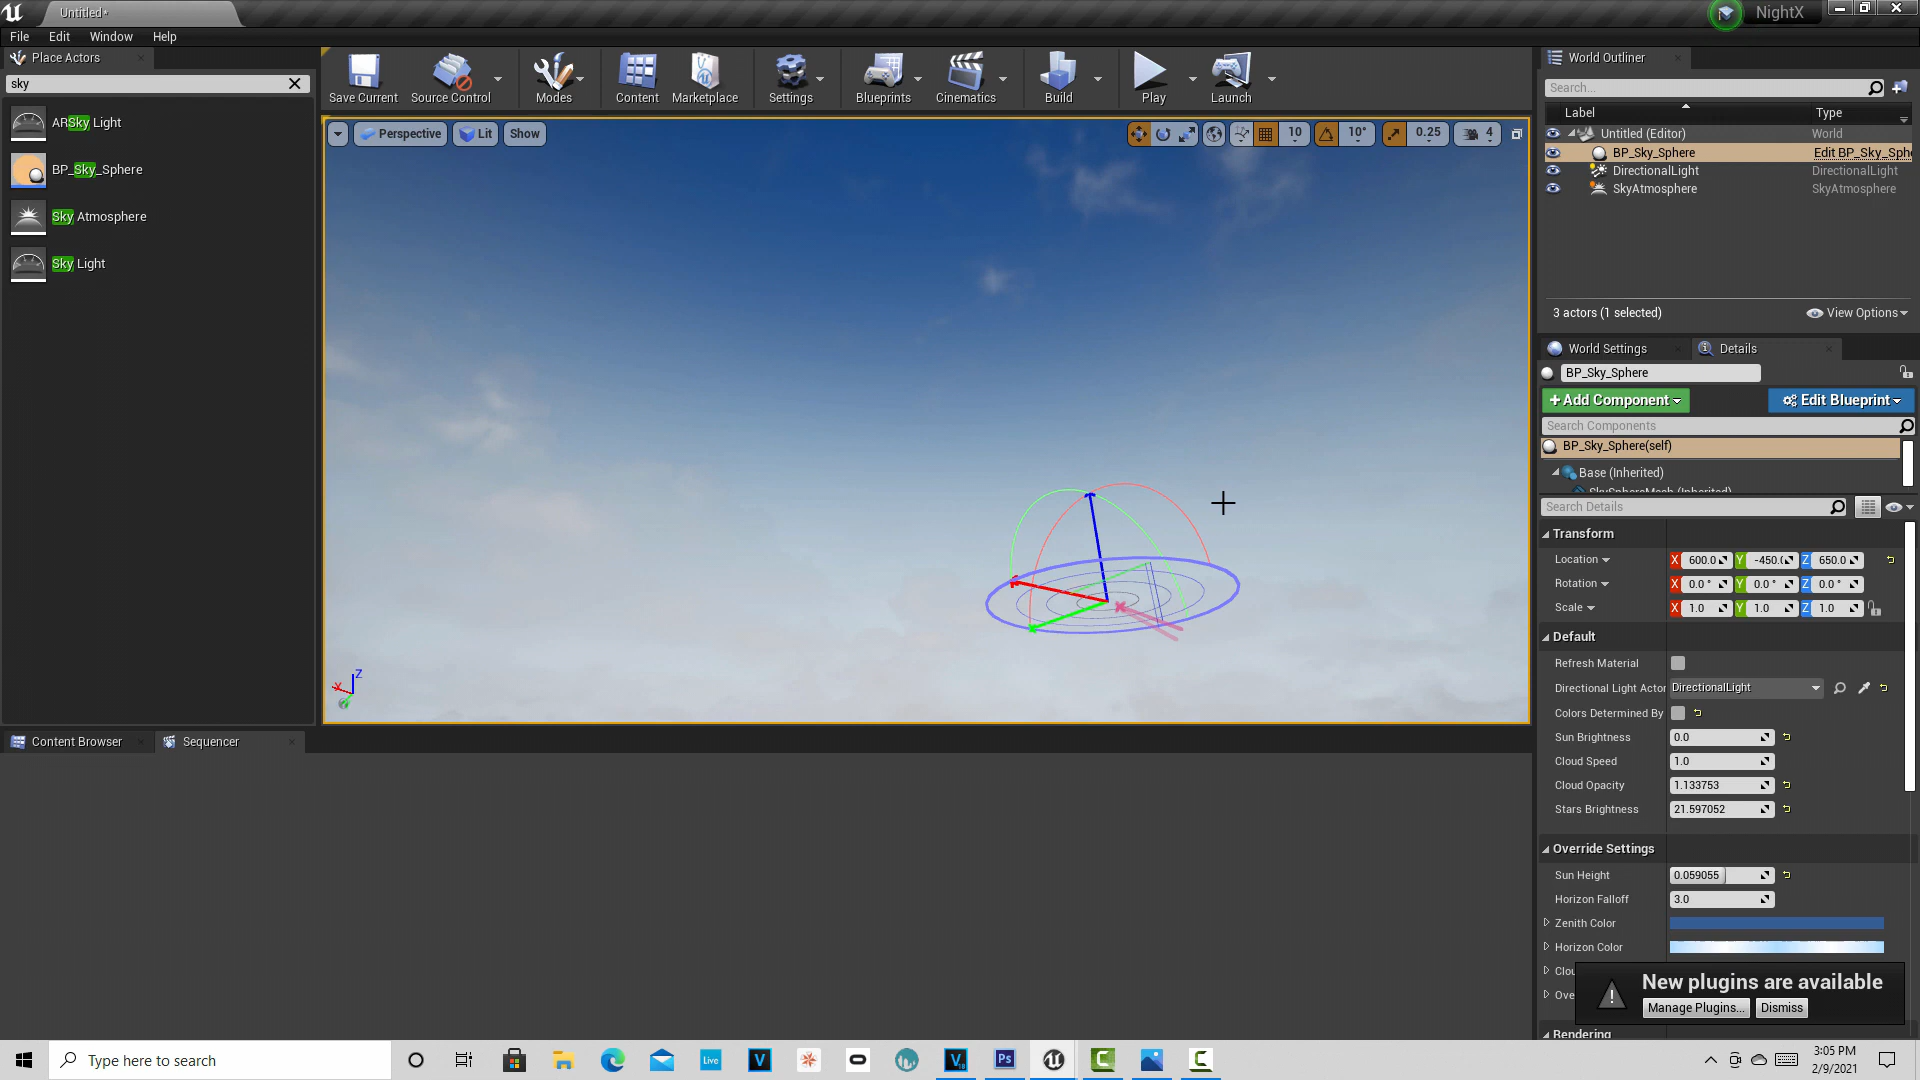 Untitled*
NightX
File Edit Window Help
Place Actors
sky
ARSky Light
BP_Sky_Sphere
Sky Atmosphere
Sky Light
Save Current
Source Control
Modes
Content
Marketplace
Settings
Blueprints
Cinematics
Build
Play
Launch
Perspective
Lit
Show
10
10°
0.25
4
X
Z
World Outliner
Search...
Label Type
Untitled (Editor) World
BP_Sky_Sphere Edit BP_Sky_Sph
DirectionalLight DirectionalLight
SkyAtmosphere SkyAtmosphere
3 actors (1 selected) View Options
World Settings Details
BP_Sky_Sphere
+Add Component Edit Blueprint
Search Components
BP_Sky_Sphere(self)
Base (Inherited)
SkySphereMesh (Inherited)
Search Details
Transform
Location X 600.0 Y -450.( Z 650.0
Rotation X 0.0 ° Y 0.0 ° Z 0.0 °
Scale X 1.0 Y 1.0 Z 1.0
Default
Refresh Material
Directional Light Actor DirectionalLight
Colors Determined By
Sun Brightness 0.0
Cloud Speed 1.0
Cloud Opacity 1.133753
Stars Brightness 21.597052
Override Settings
Sun Height 0.059055
Horizon Falloff 3.0
Zenith Color
Horizon Color
Clou
Ove
Rendering
New plugins are available
Manage Plugins... Dismiss
Content Browser Sequencer
Type here to search
Live
V
Ps
3:05 PM
2/9/2021